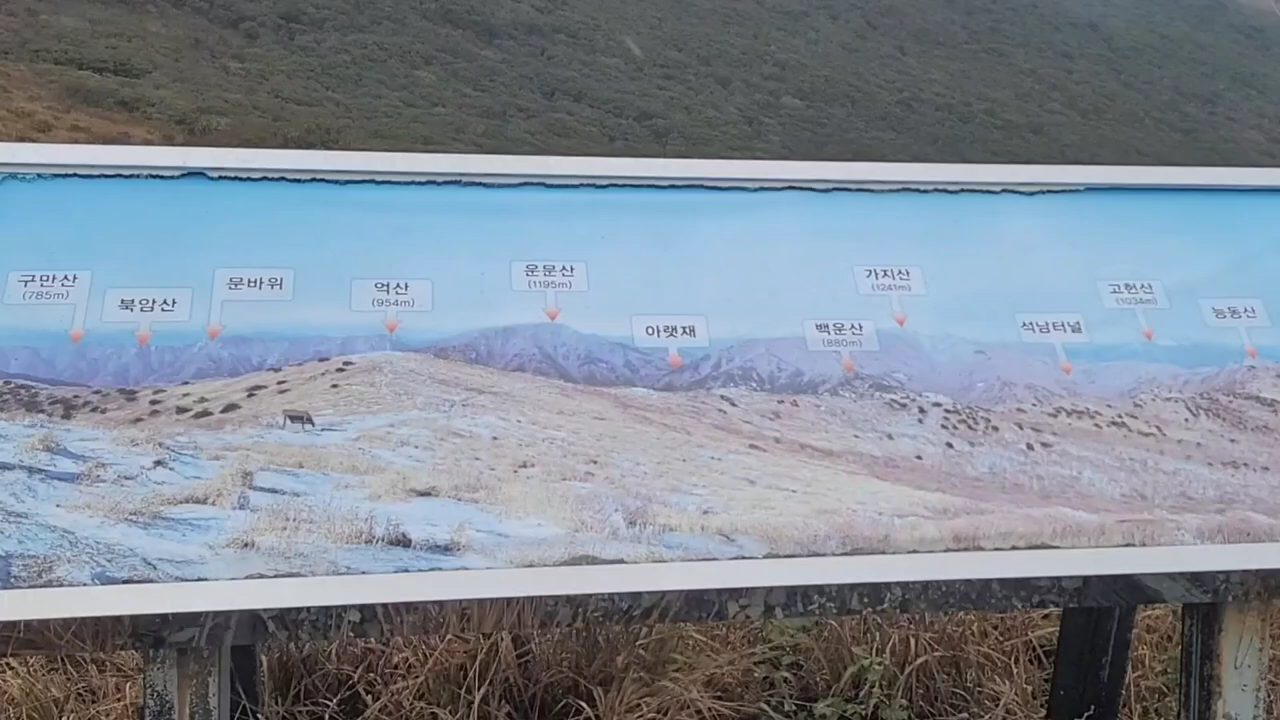 구만산
(785m)
북암산
문바위
억산
(954m)
운문산
(1195m)
아랫재
백운산
(880m)
가지산
(1241m)
석남터널
고헌산
(1034m)
능동산